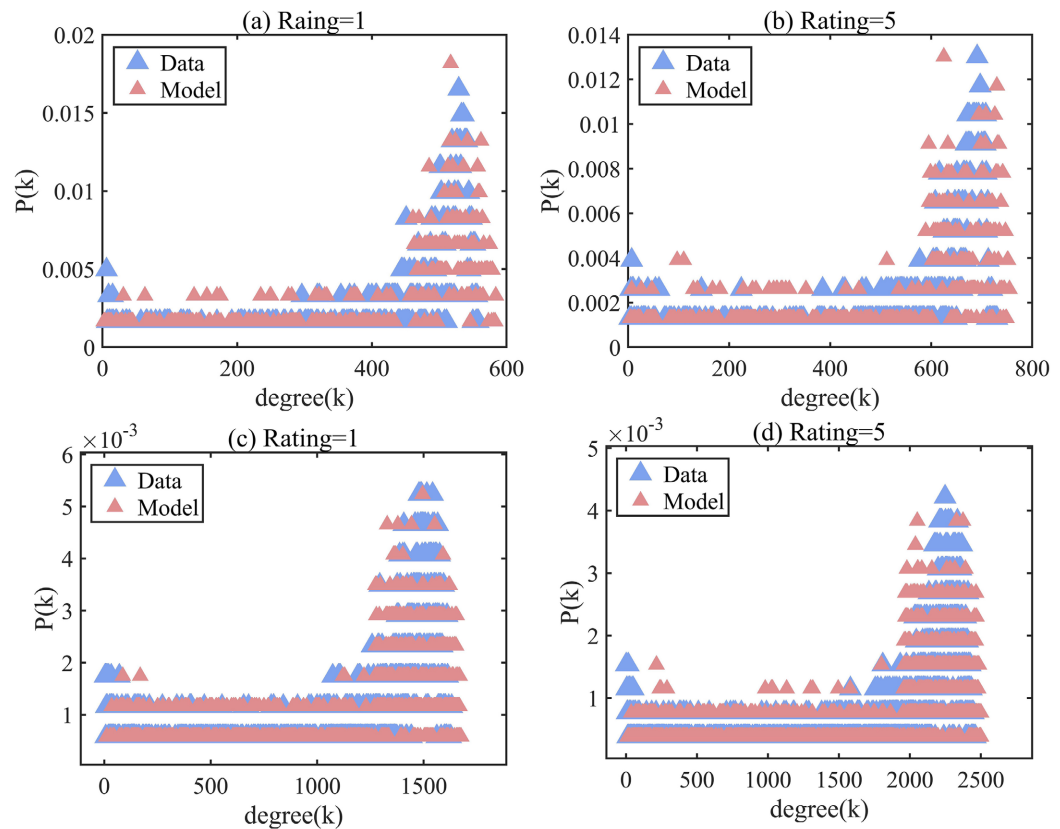 (a) Raing=1
0.02
0.015
0.01
0.005
0
P(k)
Data
Model
0 200 400 600
degree(k)
(b) Rating=5
0.014
0.012
0.01
0.008
0.006
0.004
0.002
0
P(k)
Data
Model
0 200 400 600 800
degree(k)
(c) Rating=1
×10⁻³
6
5
4
3
2
1
P(k)
Data
Model
0 500 1000 1500
degree(k)
(d) Rating=5
×10⁻³
5
4
3
2
1
0
P(k)
Data
Model
0 500 1000 1500 2000 2500
degree(k)